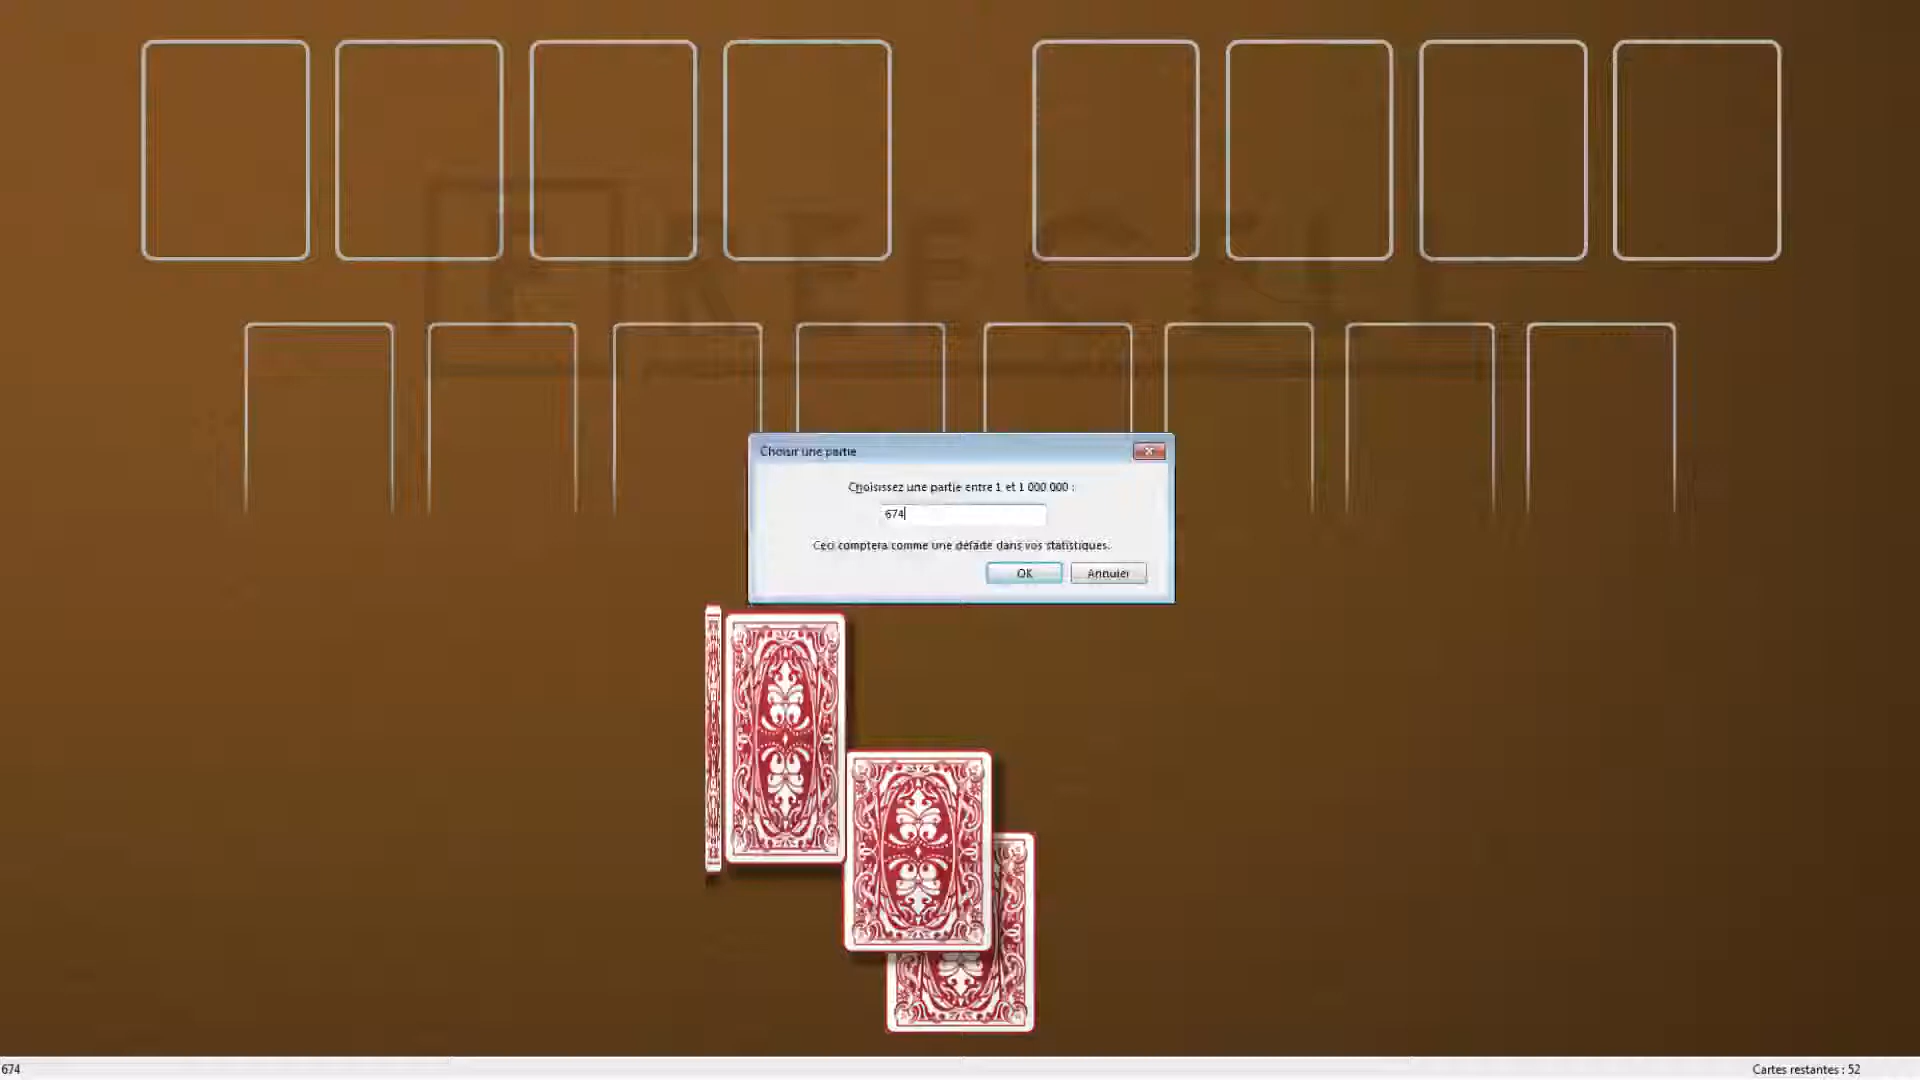 FREECELL
Choisir une partie
Choisissez une partie entre 1 et 1 000 000 :
674
Ceci comptera comme une défaite dans vos statistiques.
OK
Annuler
674
Cartes restantes : 52